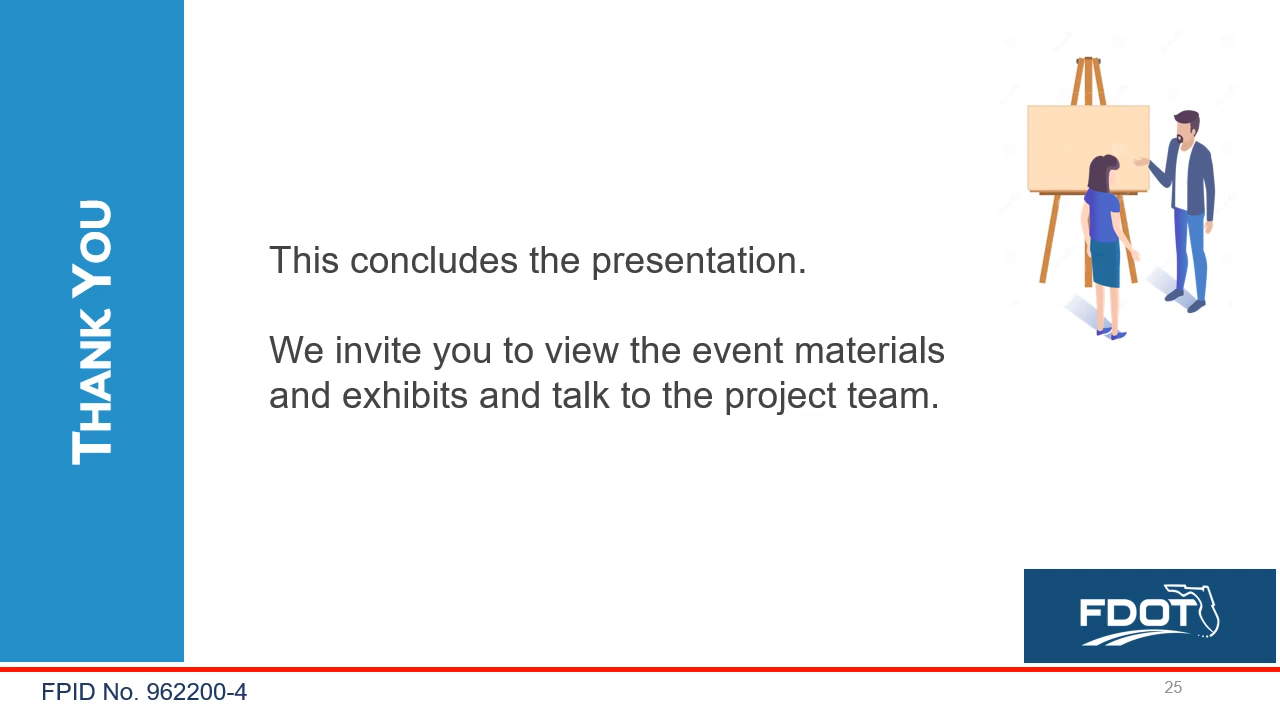 THANK YOU
This concludes the presentation.
We invite you to view the event materials
and exhibits and talk to the project team.
FDOT
FPID No. 962200-4
25